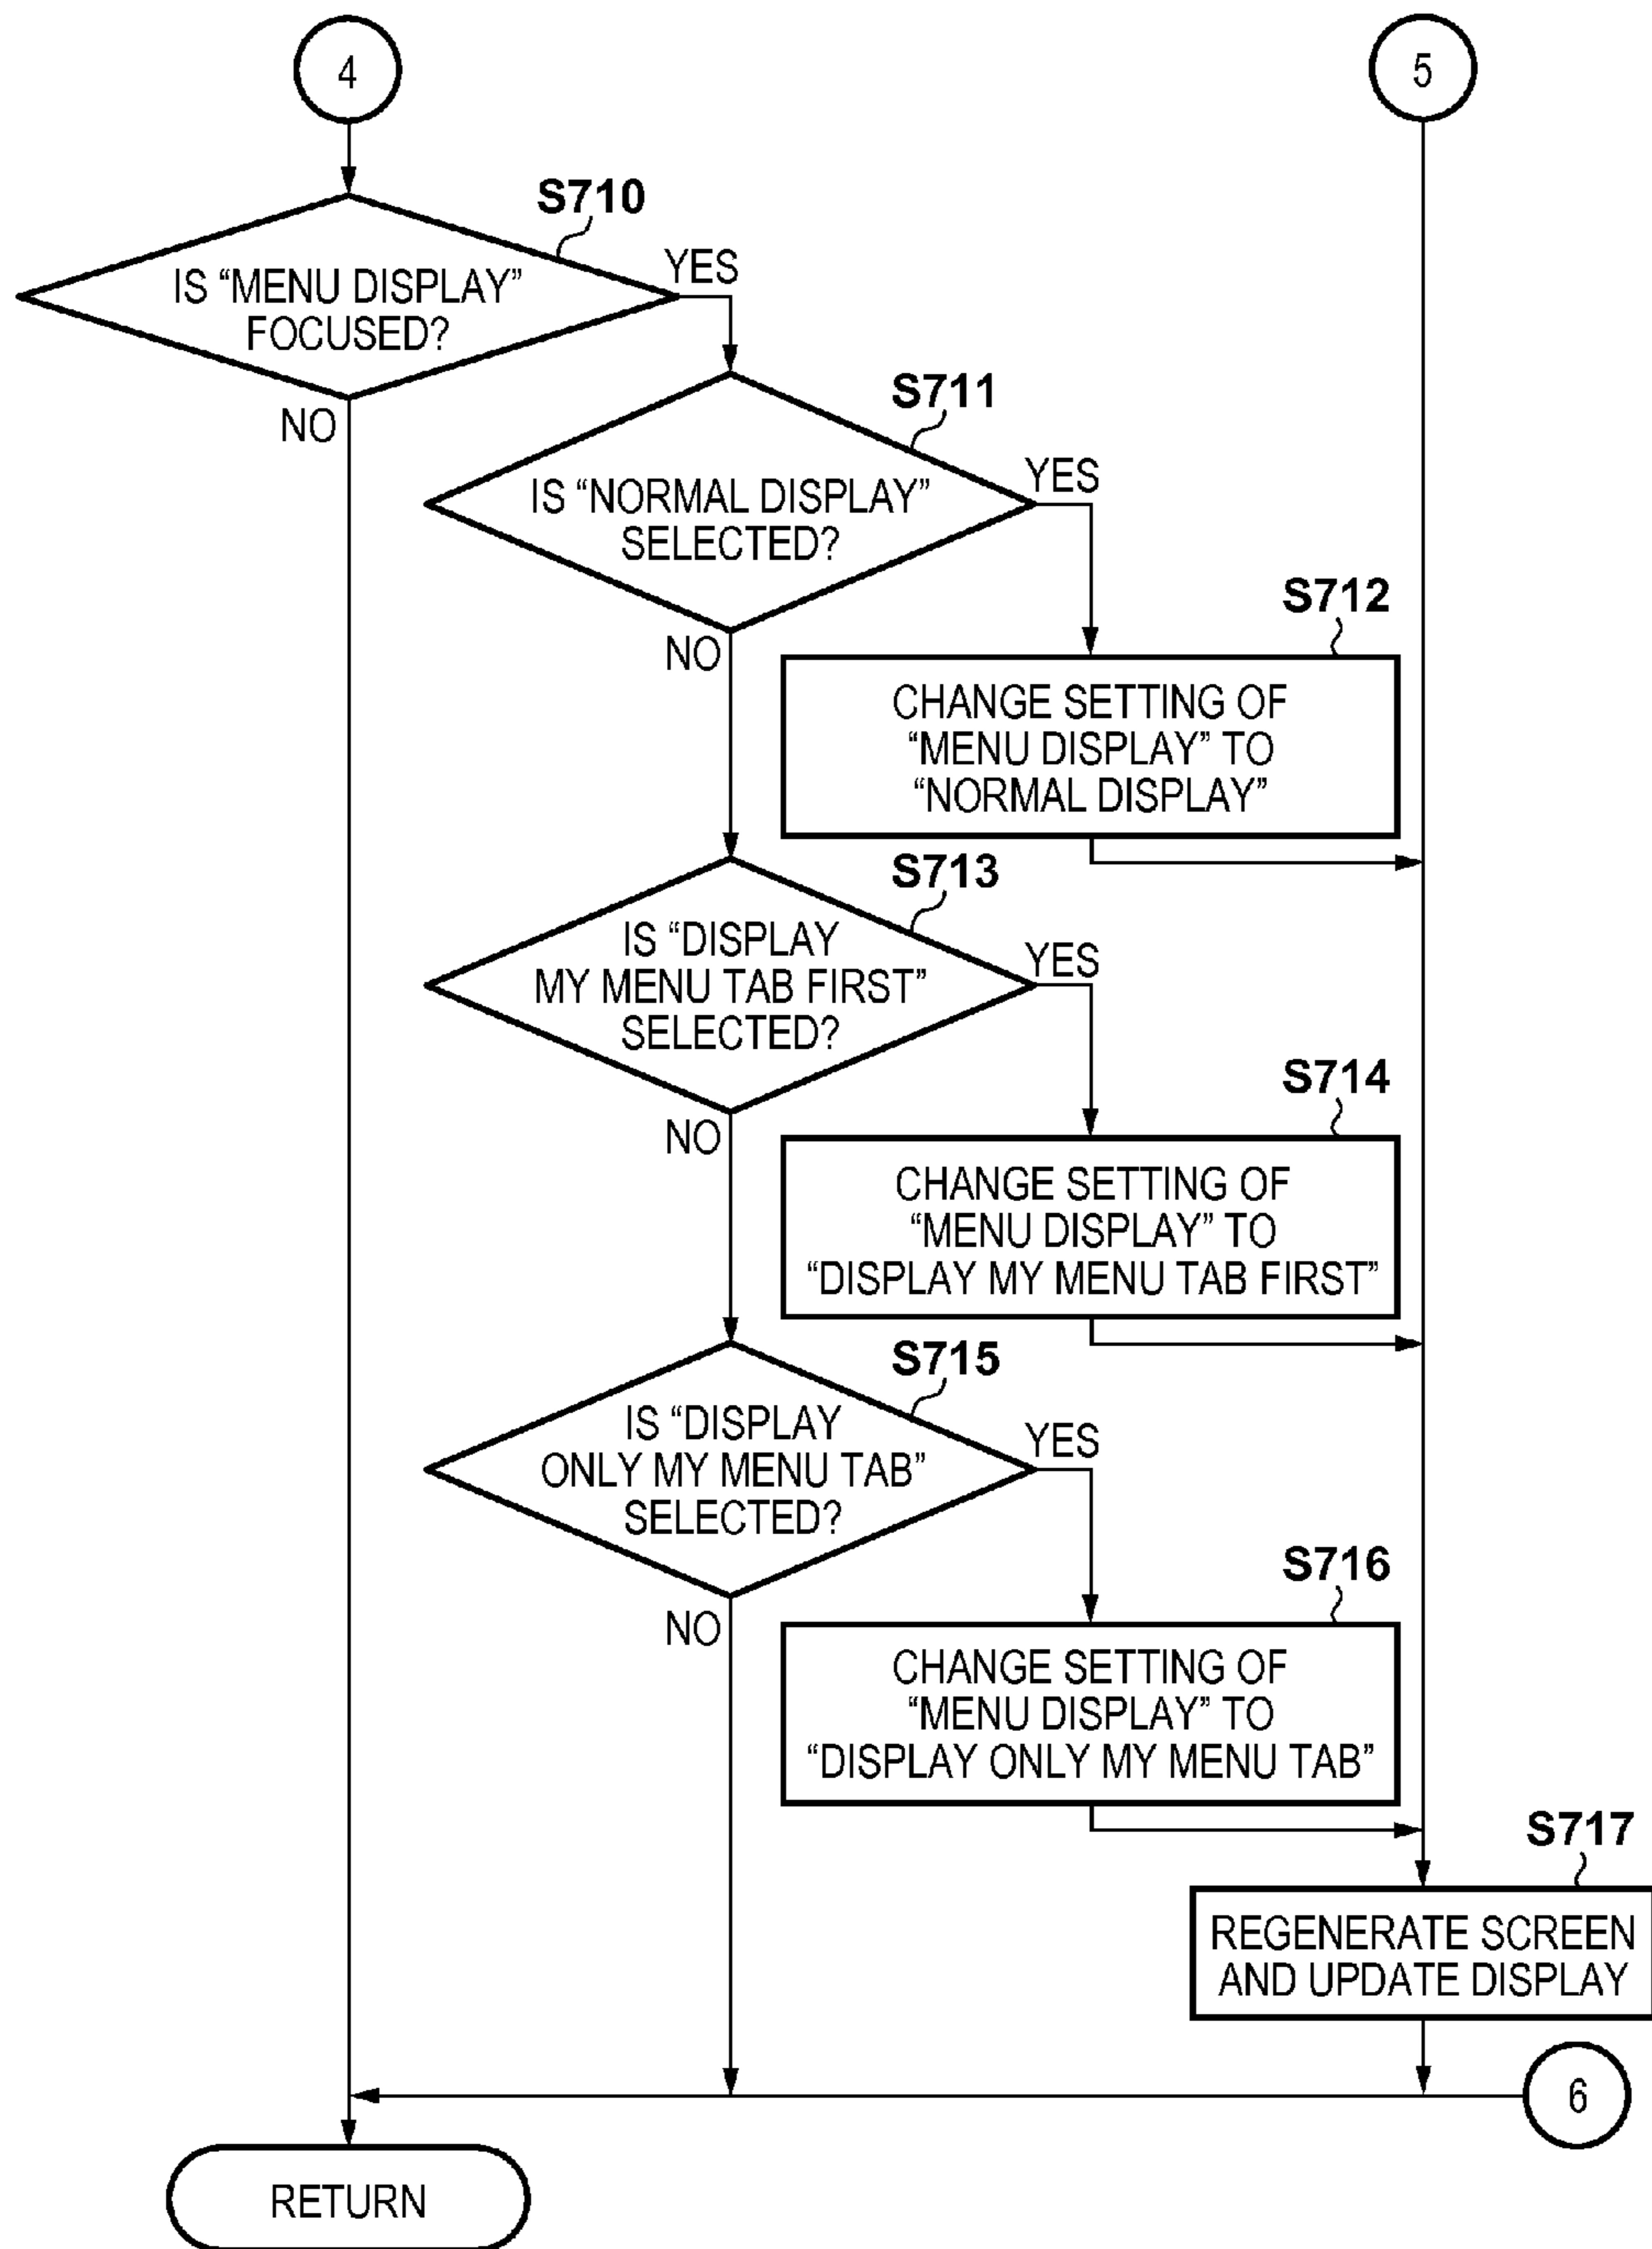 4
5
S710
IS “MENU DISPLAY”
FOCUSED?
YES
NO
S711
IS “NORMAL DISPLAY”
SELECTED?
YES
NO
S712
CHANGE SETTING OF
“MENU DISPLAY” TO
“NORMAL DISPLAY”
S713
IS “DISPLAY
MY MENU TAB FIRST”
SELECTED?
YES
NO
S714
CHANGE SETTING OF
“MENU DISPLAY” TO
“DISPLAY MY MENU TAB FIRST”
S715
IS “DISPLAY
ONLY MY MENU TAB”
SELECTED?
YES
NO
S716
CHANGE SETTING OF
“MENU DISPLAY” TO
“DISPLAY ONLY MY MENU TAB”
S717
REGENERATE SCREEN
AND UPDATE DISPLAY
6
RETURN